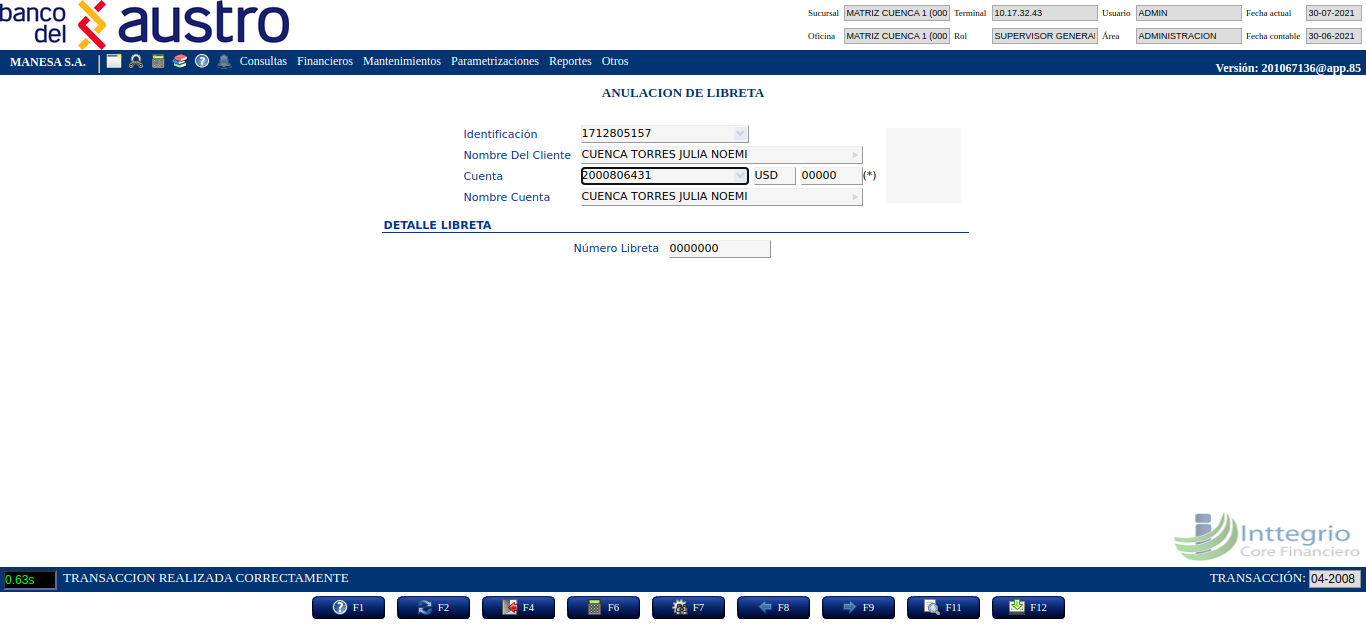 banco del austro
Sucursal MATRIZ CUENCA 1 (000 Terminal 10.17.32.43 Usuario ADMIN Fecha actual 30-07-2021
Oficina MATRIZ CUENCA 1 (000 Rol SUPERVISOR GENERAL Área ADMINISTRACION Fecha contable 30-06-2021
MANESA S.A. Consultas Financieros Mantenimientos Parametrizaciones Reportes Otros Versión: 201067136@app.85
ANULACION DE LIBRETA
Identificación 1712805157
Nombre Del Cliente CUENCA TORRES JULIA NOEMI
Cuenta 2000806431 USD 00000 (*)
Nombre Cuenta CUENCA TORRES JULIA NOEMI
DETALLE LIBRETA
Número Libreta 0000000
Inttegrio
Core Financiero
0.63s TRANSACCION REALIZADA CORRECTAMENTE TRANSACCIÓN: 04-2008
F1 F2 F4 F6 F7 F8 F9 F11 F12